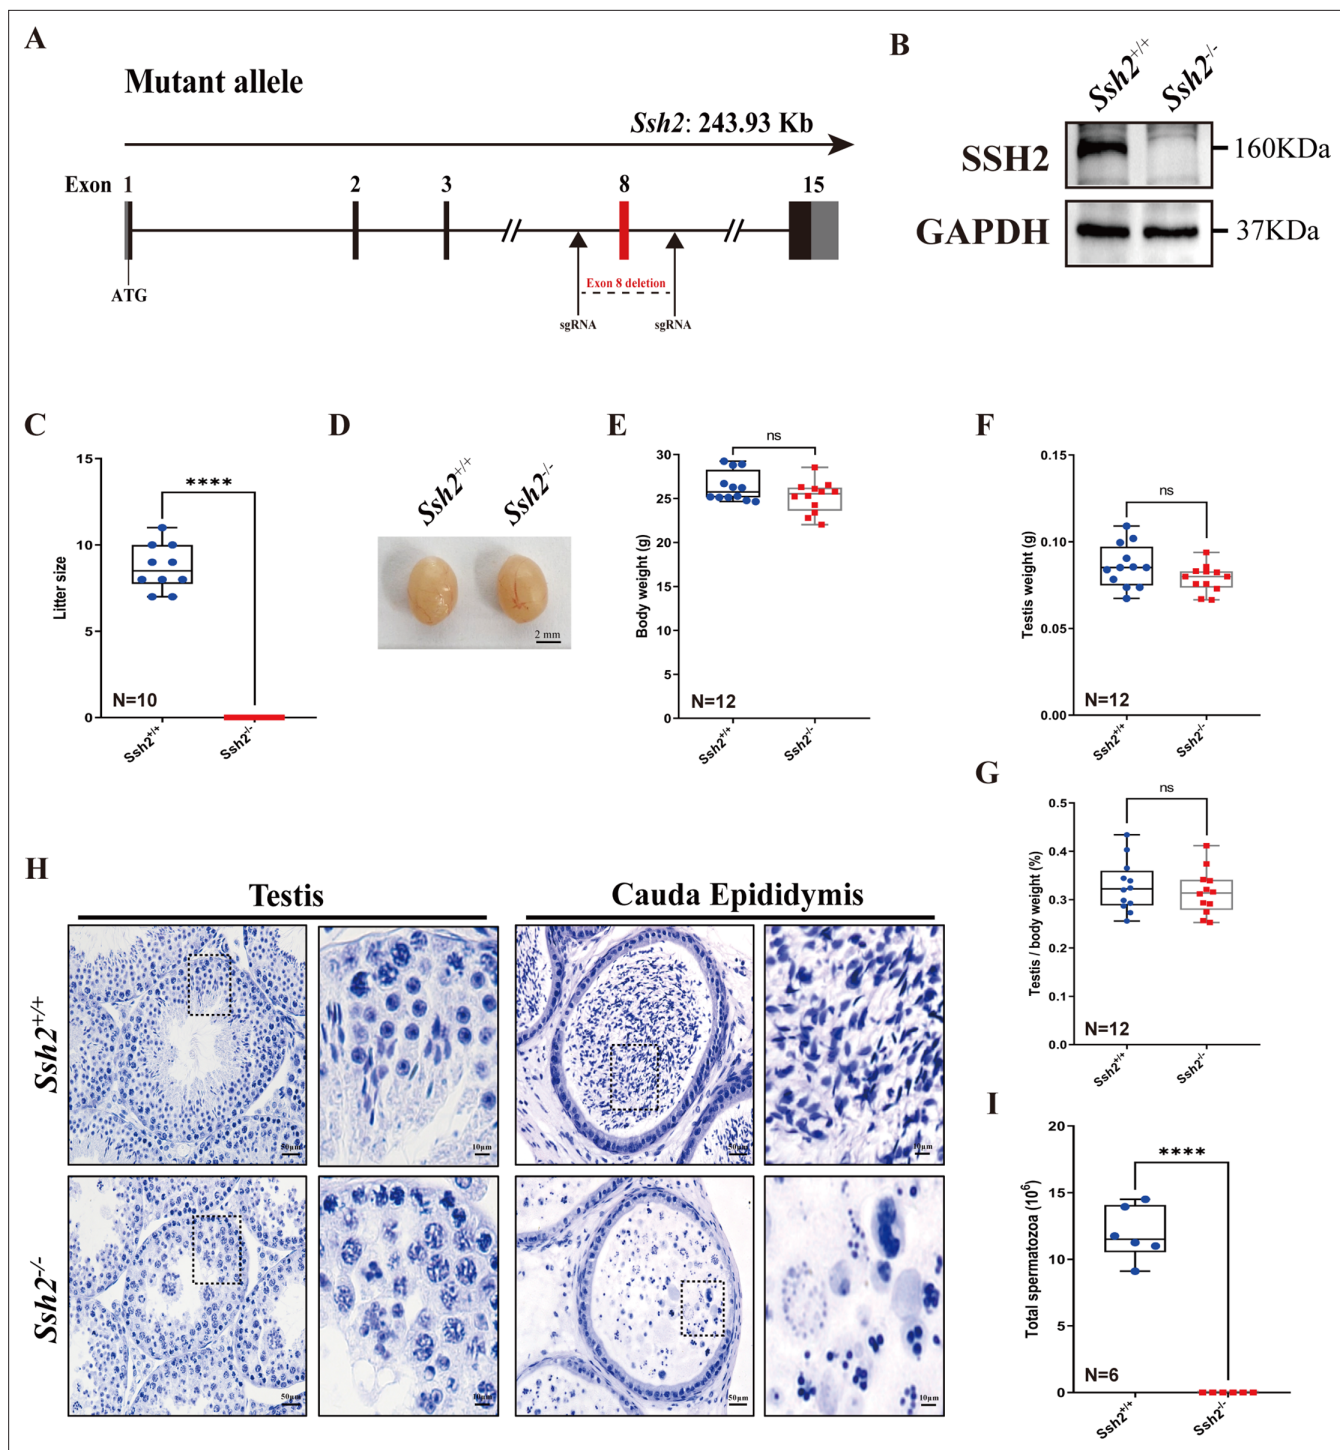 A
Mutant allele
Ssh2: 243.93 Kb
Exon 1 2 3 8 15
ATG
Exon 8 deletion
sgRNA sgRNA
B
Ssh2+/+ Ssh2-/-
SSH2 160KDa
GAPDH 37KDa
C
Litter size
15
10
5
0
****
N=10
Ssh2+/+ Ssh2-/-
D
Ssh2+/+ Ssh2-/-
2 mm
E
Body weight (g)
30
25
20
15
10
5
0
ns
N=12
Ssh2+/+ Ssh2-/-
F
Testis weight (g)
0.15
0.10
0.05
0.00
ns
N=12
Ssh2+/+ Ssh2-/-
G
Testis / body weight (%)
0.5
0.4
0.3
0.2
0.1
0.0
ns
N=12
Ssh2+/+ Ssh2-/-
H
Testis Cauda Epididymis
Ssh2+/+
50μm 10μm 50μm 10μm
Ssh2-/-
50μm 10μm 50μm 10μm
I
Total spermatozoa (10⁶)
20
15
10
5
0
****
N=6
Ssh2+/+ Ssh2-/-